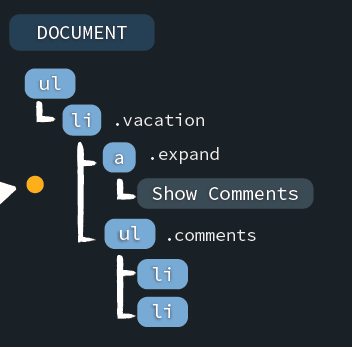 DOCUMENT
ul
li .vacation
a .expand
Show Comments
ul .comments
li
li